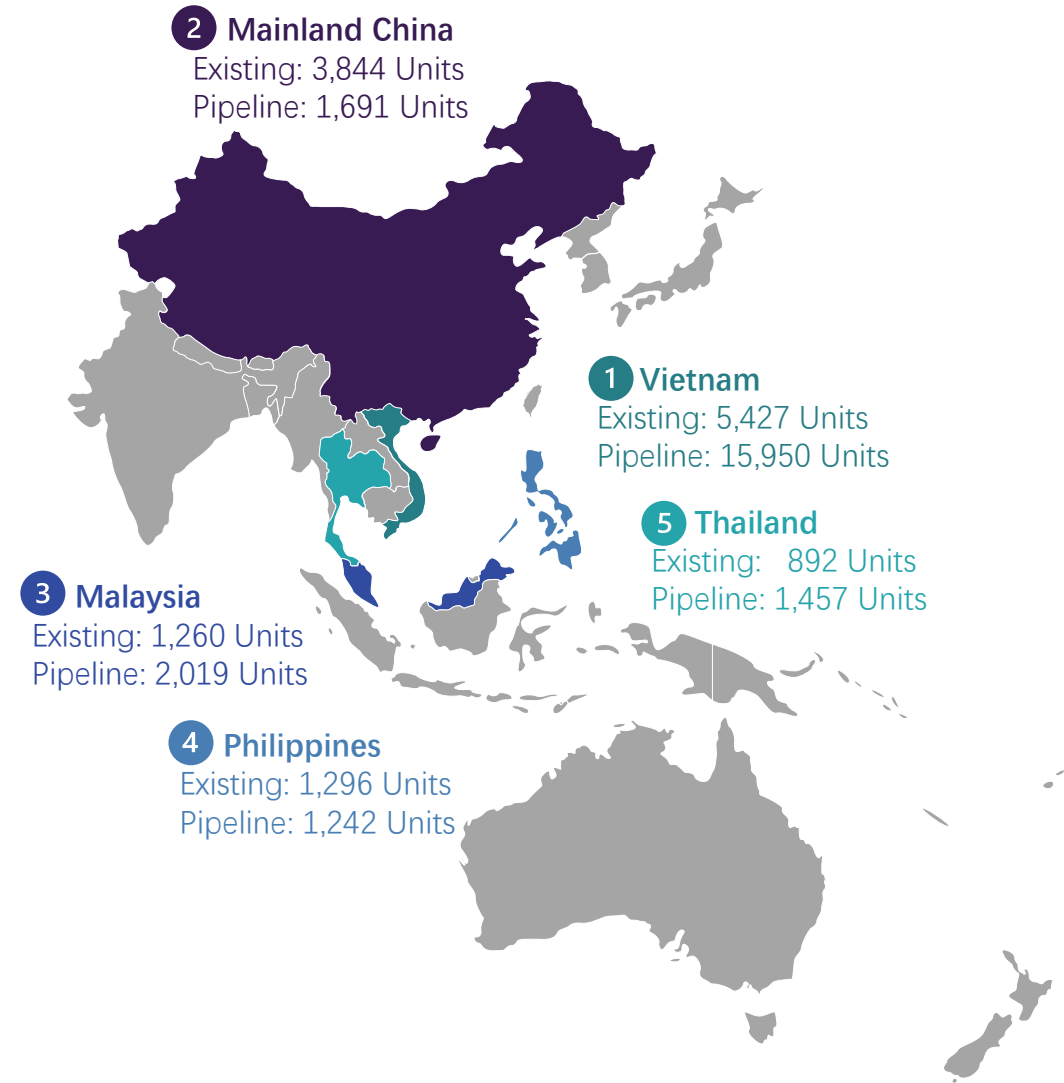 2 Mainland China
Existing: 3,844 Units
Pipeline: 1,691 Units
1 Vietnam
Existing: 5,427 Units
Pipeline: 15,950 Units
5 Thailand
Existing: 892 Units
Pipeline: 1,457 Units
3 Malaysia
Existing: 1,260 Units
Pipeline: 2,019 Units
4 Philippines
Existing: 1,296 Units
Pipeline: 1,242 Units